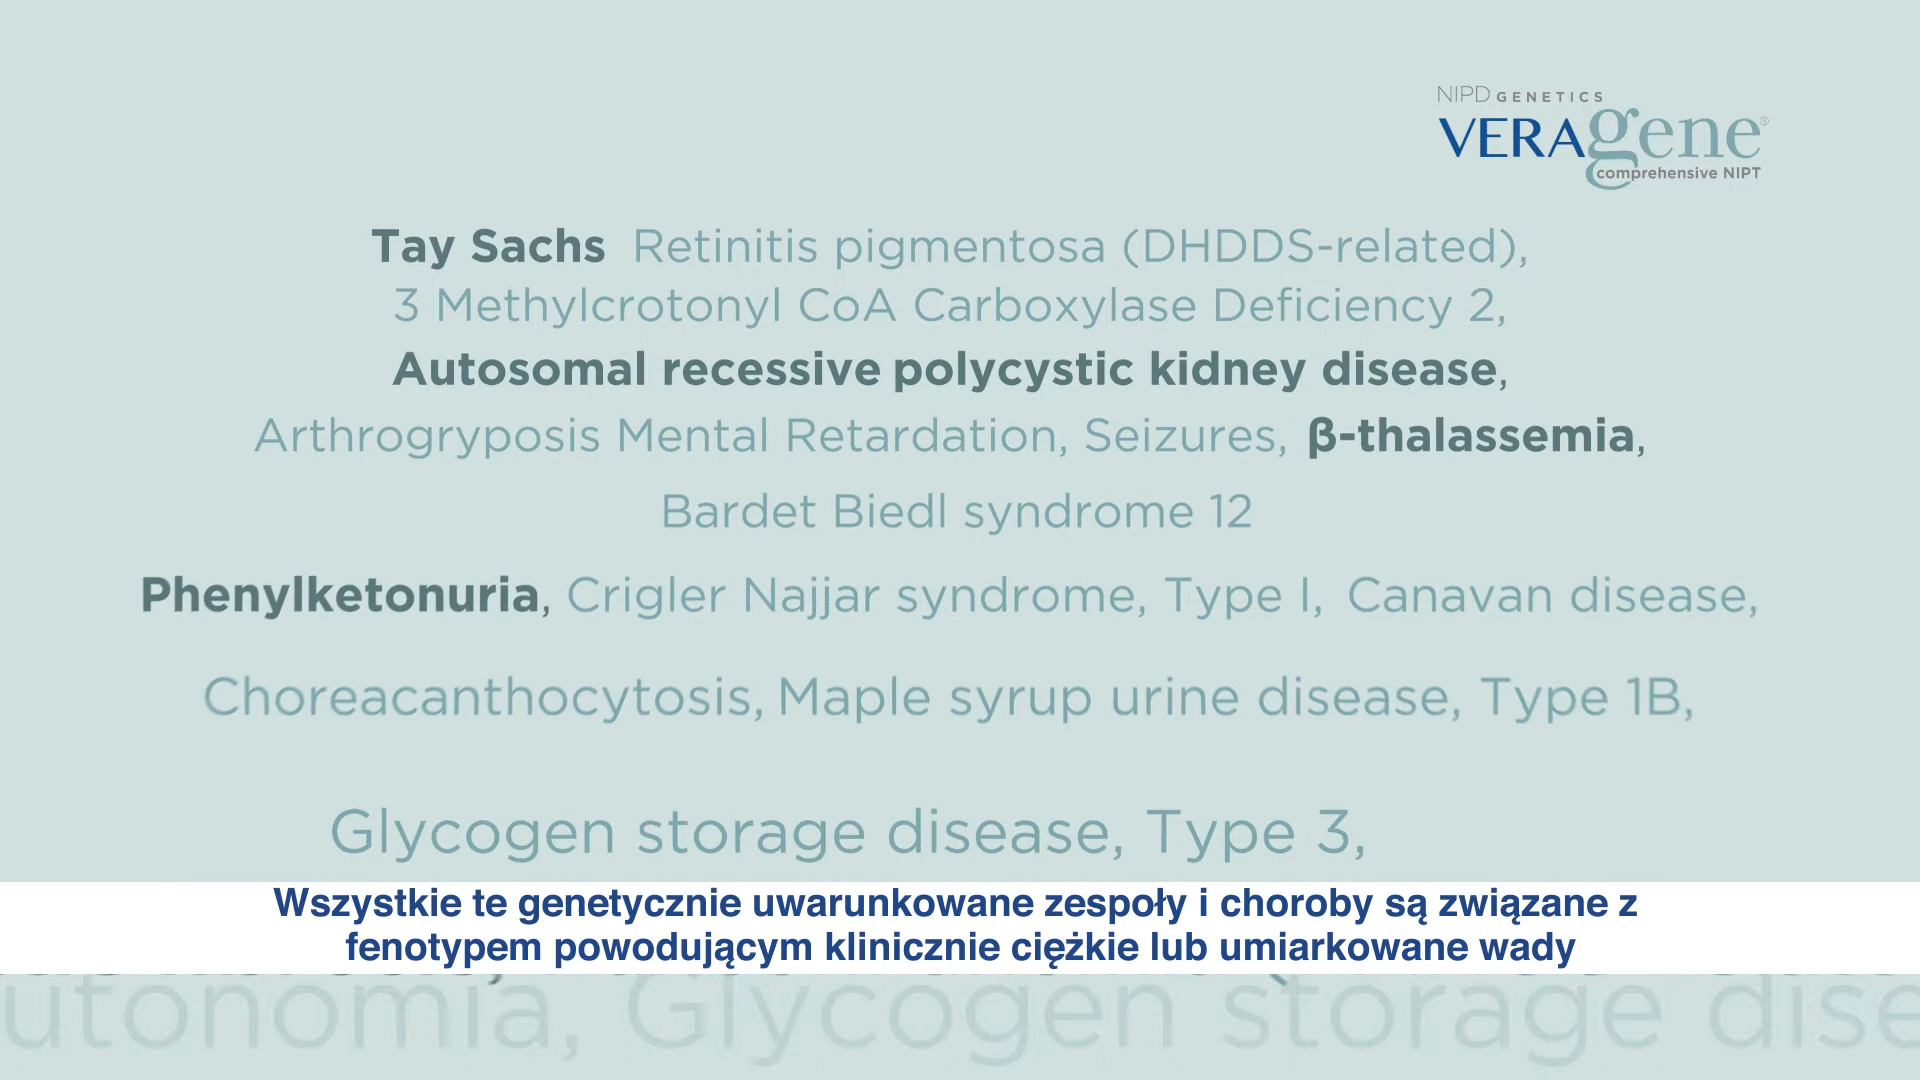 NIPD GENETICS
VERAgene®
comprehensive NIPT
Tay Sachs Retinitis pigmentosa (DHDDS-related),
3 Methylcrotonyl CoA Carboxylase Deficiency 2,
Autosomal recessive polycystic kidney disease,
Arthrogryposis Mental Retardation, Seizures, β-thalassemia,
Bardet Biedl syndrome 12
Phenylketonuria, Crigler Najjar syndrome, Type I, Canavan disease,
Choreacanthocytosis, Maple syrup urine disease, Type 1B,
Glycogen storage disease, Type 3,
Wszystkie te genetycznie uwarunkowane zespoły i choroby są związane z
fenotypem powodującym klinicznie ciężkie lub umiarkowane wady
utonomia, Glycogen storage dise